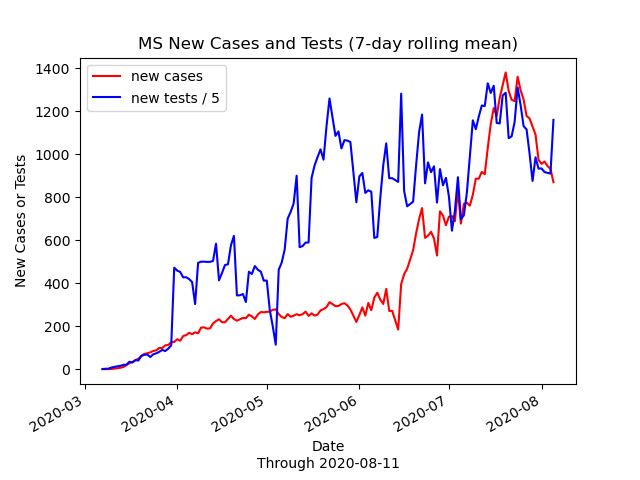 MS New Cases and Tests (7-day rolling mean)
new cases
new tests / 5
New Cases or Tests
1400
1200
1000
800
600
400
200
0
2020-03
2020-04
2020-05
2020-06
2020-07
2020-08
Date
Through 2020-08-11